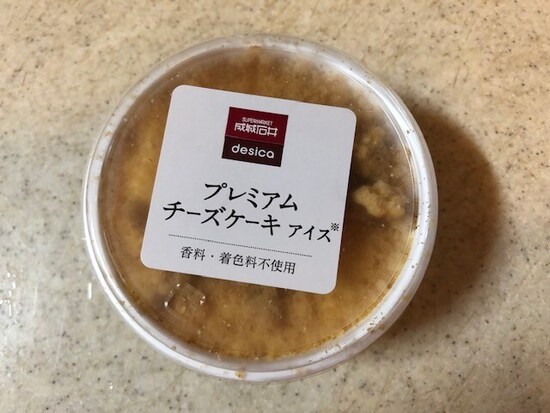 SUPERMARKET
成城石井
desica
プレミアム
チーズケーキ アイス※
香料・着色料不使用